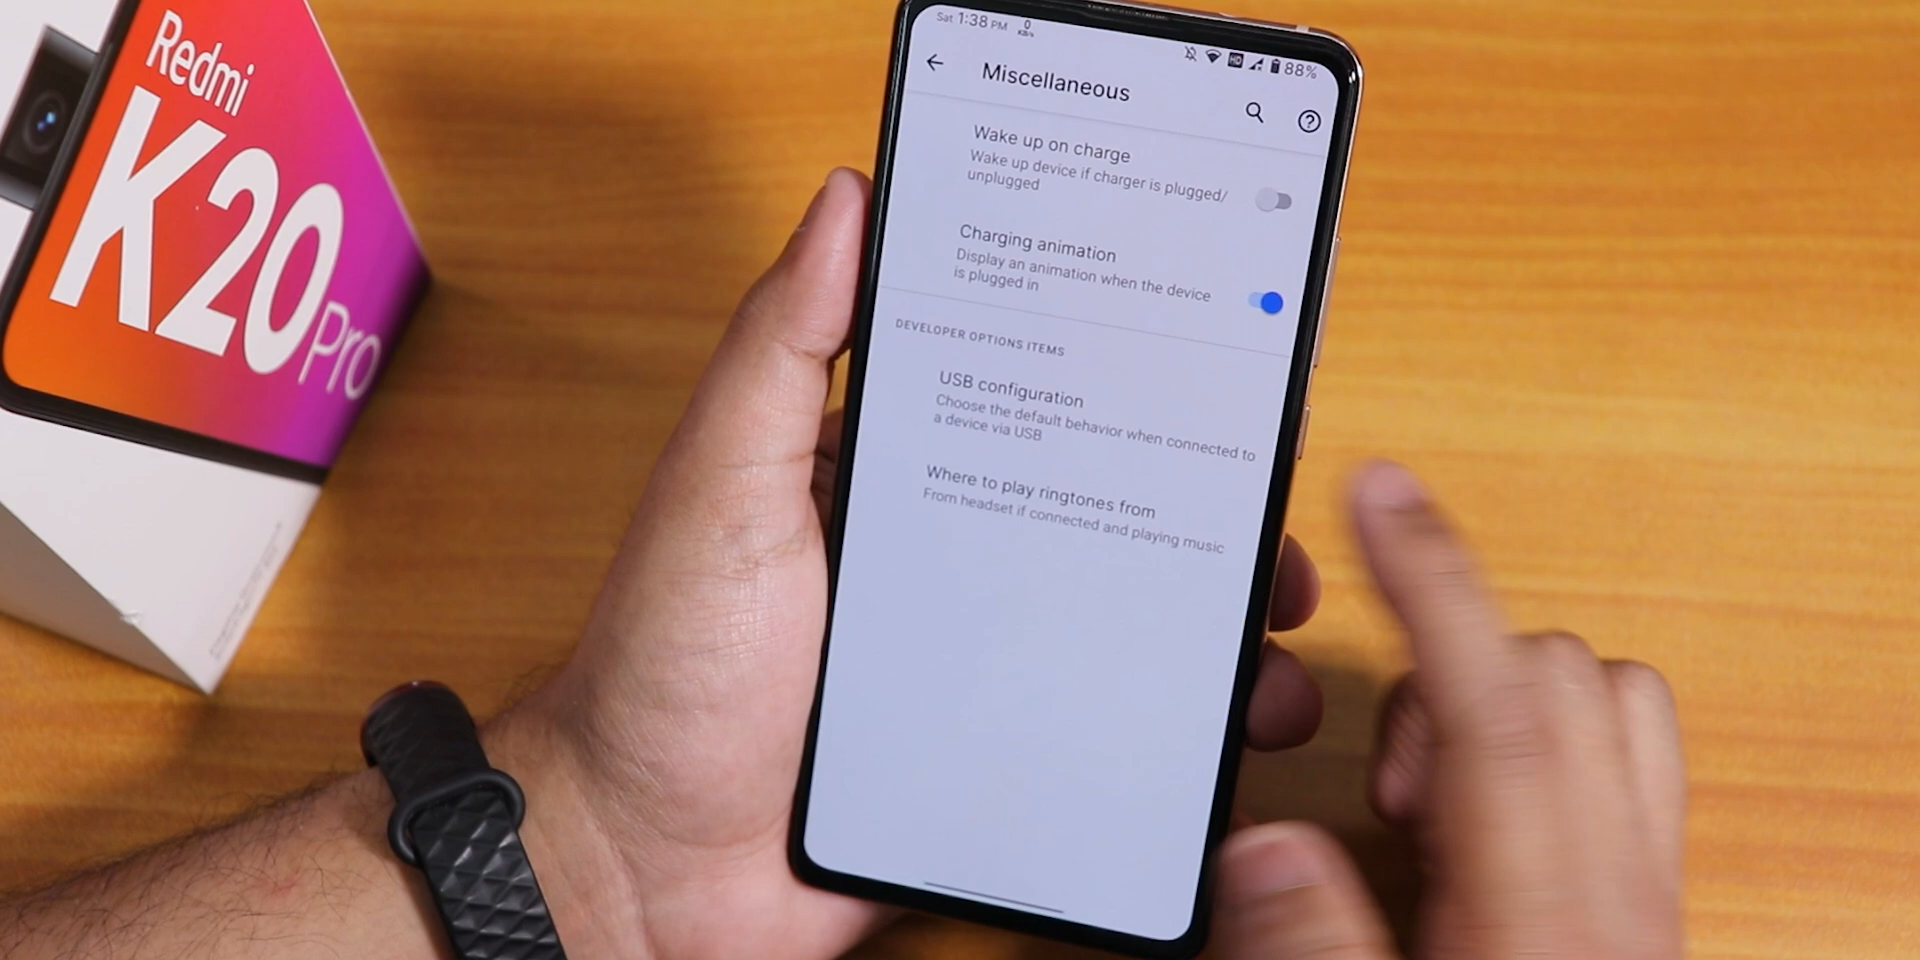 Redmi
K20 Pro
Sat 1:38 PM 0 KB/s
HD 88%
Miscellaneous
Wake up on charge
Wake up device if charger is plugged/
unplugged
Charging animation
Display an animation when the device
is plugged in
DEVELOPER OPTIONS ITEMS
USB configuration
Choose the default behavior when connected to
a device via USB
Where to play ringtones from
From headset if connected and playing music